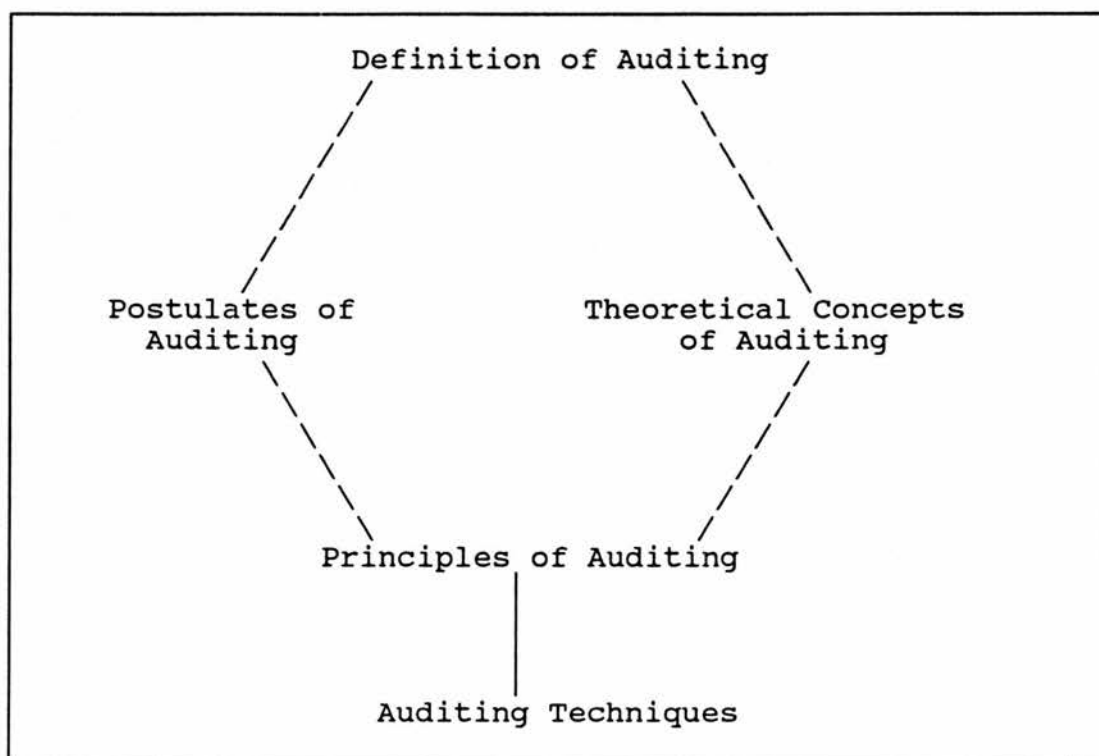 Definition of Auditing
Postulates of Theoretical Concepts
Auditing of Auditing
Principles of Auditing
Auditing Techniques